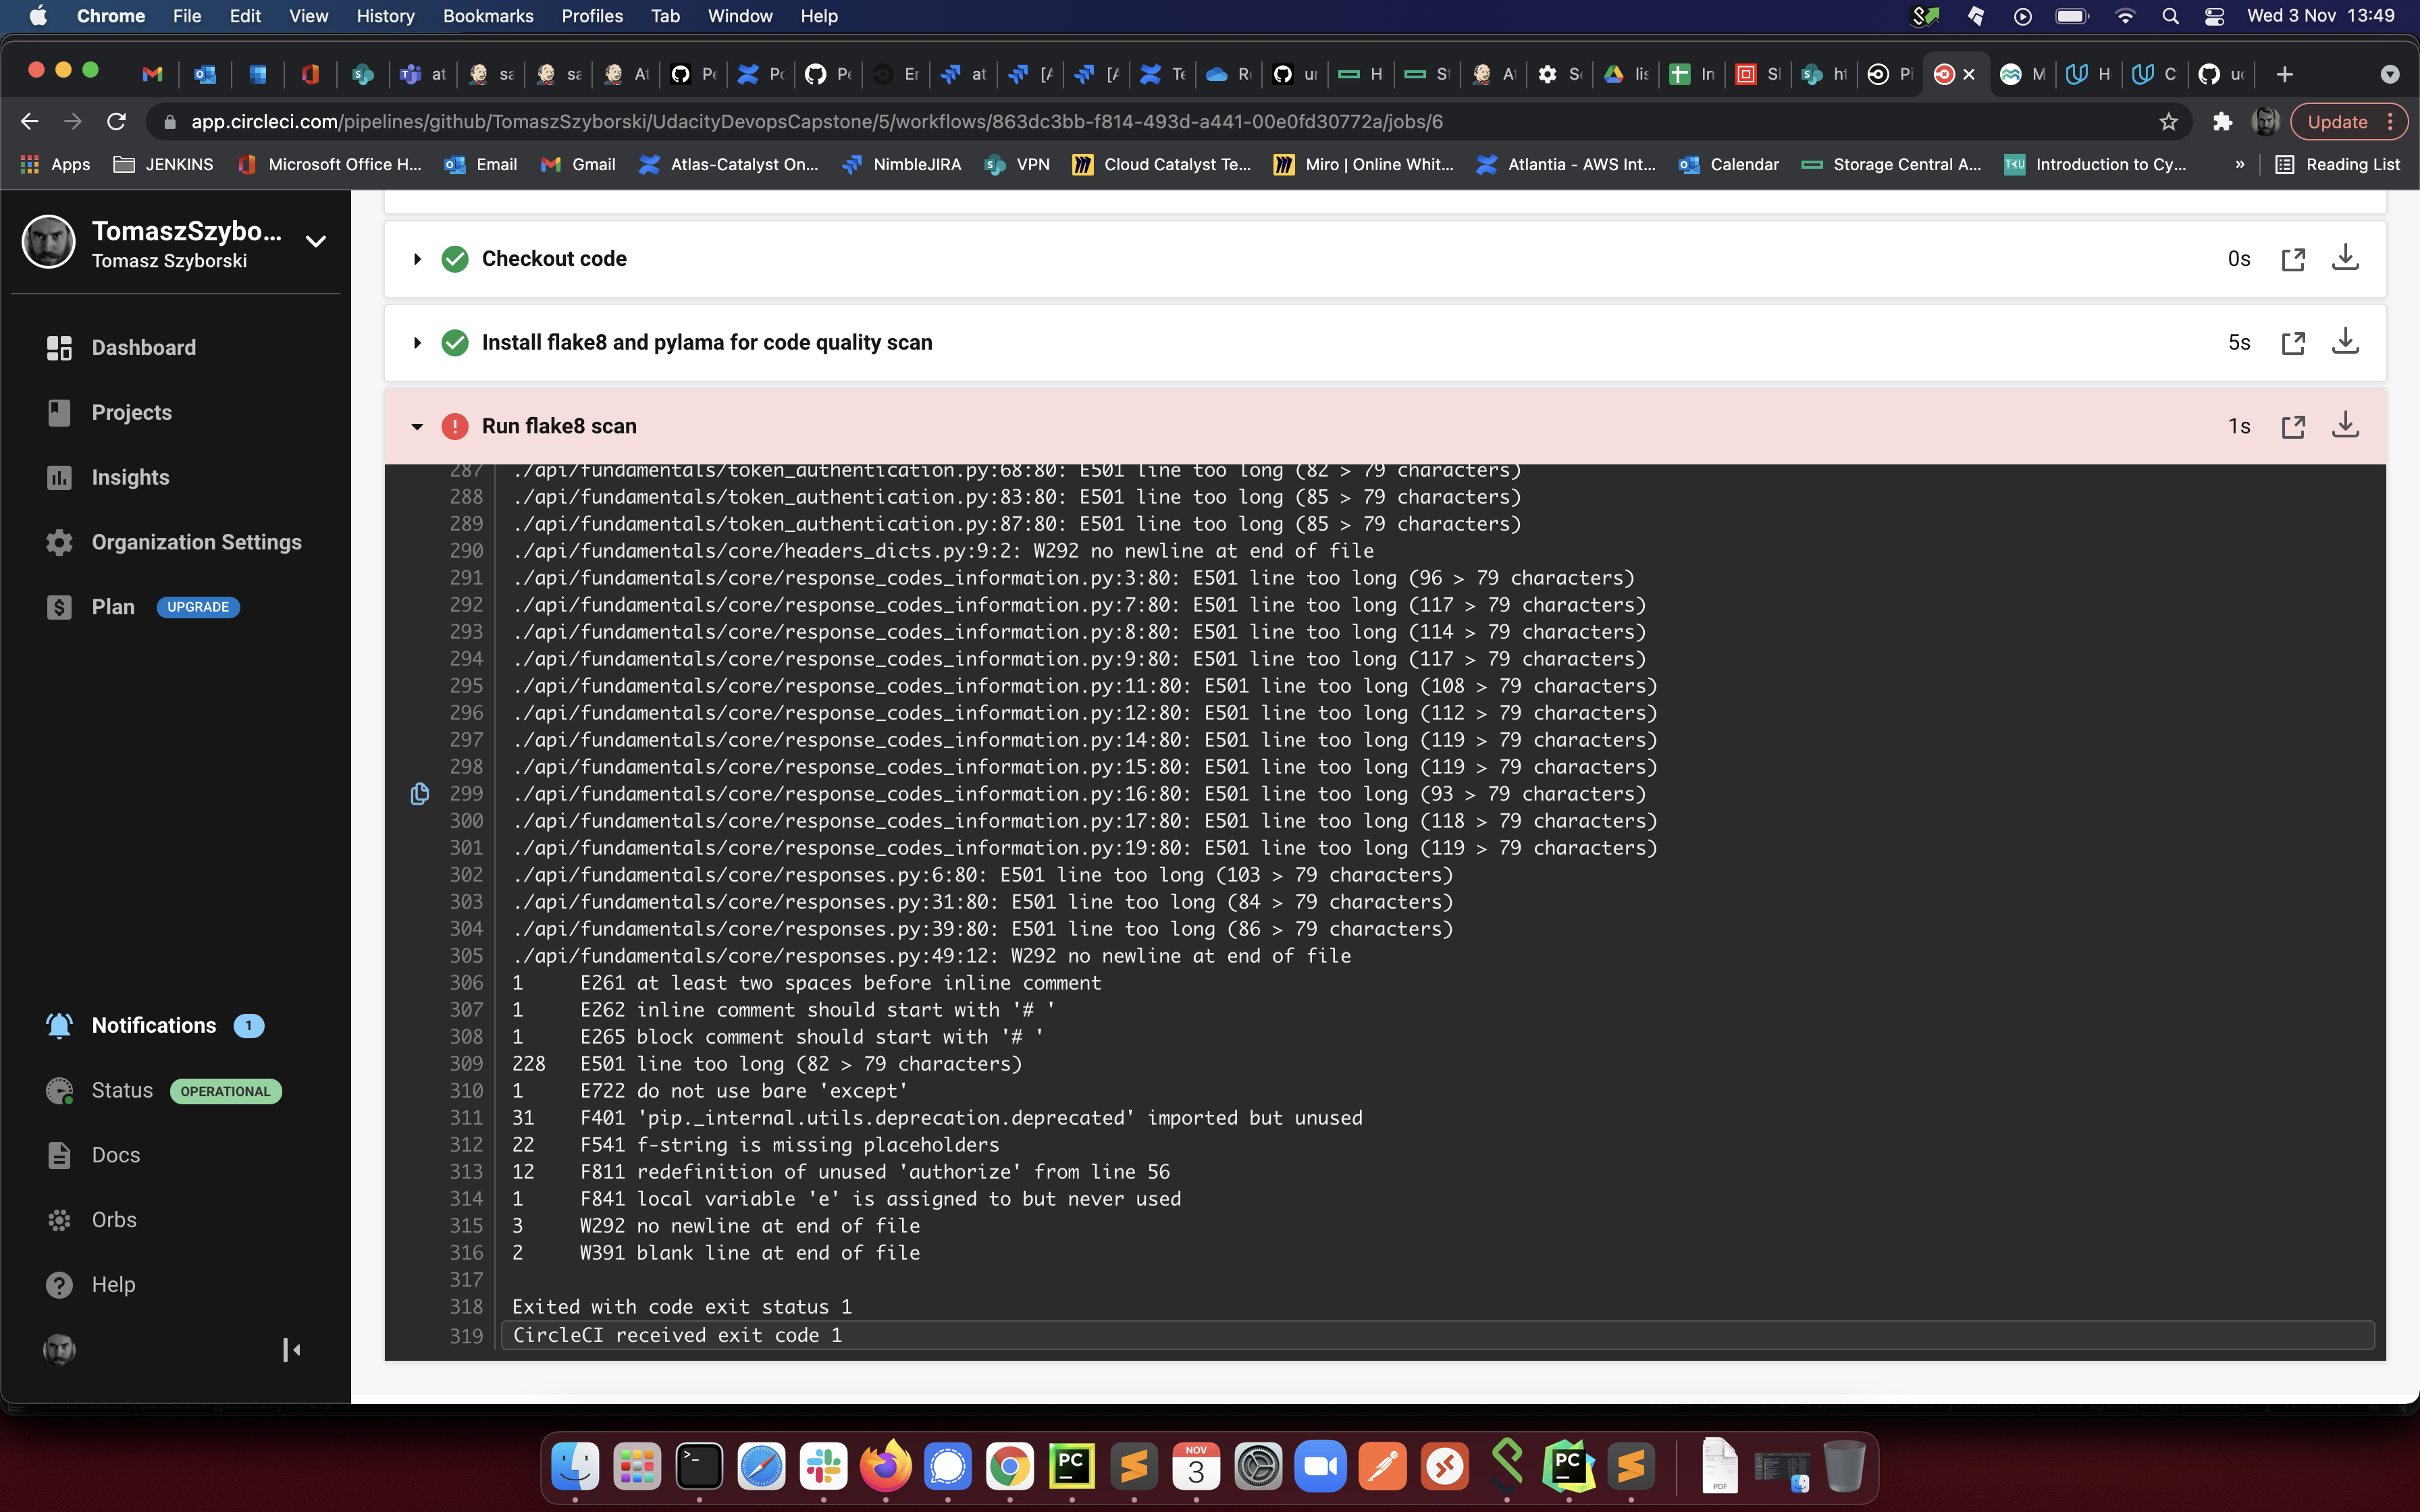 Chrome File Edit View History Bookmarks Profiles Tab Window Help Wed 3 Nov 13:49
app.circleci.com/pipelines/github/TomaszSzyborski/UdacityDevopsCapstone/5/workflows/863dc3bb-f814-493d-a441-00e0fd30772a/jobs/6 Update
Apps JENKINS Microsoft Office H... Email Gmail Atlas-Catalyst On... NimbleJIRA VPN Cloud Catalyst Te... Miro | Online Whit... Atlantia - AWS Int... Calendar Storage Central A... Introduction to Cy... » Reading List
TomaszSzybo...
Tomasz Szyborski
Dashboard
Projects
Insights
Organization Settings
Plan UPGRADE
Notifications 1
Status OPERATIONAL
Docs
Orbs
Help
Checkout code 0s
Install flake8 and pylama for code quality scan 5s
Run flake8 scan 1s
287 ./api/fundamentals/token_authentication.py:68:80: E501 line too long (82 > 79 characters)
288 ./api/fundamentals/token_authentication.py:83:80: E501 line too long (85 > 79 characters)
289 ./api/fundamentals/token_authentication.py:87:80: E501 line too long (85 > 79 characters)
290 ./api/fundamentals/core/headers_dicts.py:9:2: W292 no newline at end of file
291 ./api/fundamentals/core/response_codes_information.py:3:80: E501 line too long (96 > 79 characters)
292 ./api/fundamentals/core/response_codes_information.py:7:80: E501 line too long (117 > 79 characters)
293 ./api/fundamentals/core/response_codes_information.py:8:80: E501 line too long (114 > 79 characters)
294 ./api/fundamentals/core/response_codes_information.py:9:80: E501 line too long (117 > 79 characters)
295 ./api/fundamentals/core/response_codes_information.py:11:80: E501 line too long (108 > 79 characters)
296 ./api/fundamentals/core/response_codes_information.py:12:80: E501 line too long (112 > 79 characters)
297 ./api/fundamentals/core/response_codes_information.py:14:80: E501 line too long (119 > 79 characters)
298 ./api/fundamentals/core/response_codes_information.py:15:80: E501 line too long (119 > 79 characters)
299 ./api/fundamentals/core/response_codes_information.py:16:80: E501 line too long (93 > 79 characters)
300 ./api/fundamentals/core/response_codes_information.py:17:80: E501 line too long (118 > 79 characters)
301 ./api/fundamentals/core/response_codes_information.py:19:80: E501 line too long (119 > 79 characters)
302 ./api/fundamentals/core/responses.py:6:80: E501 line too long (103 > 79 characters)
303 ./api/fundamentals/core/responses.py:31:80: E501 line too long (84 > 79 characters)
304 ./api/fundamentals/core/responses.py:39:80: E501 line too long (86 > 79 characters)
305 ./api/fundamentals/core/responses.py:49:12: W292 no newline at end of file
306 1 E261 at least two spaces before inline comment
307 1 E262 inline comment should start with '# '
308 1 E265 block comment should start with '# '
309 228 E501 line too long (82 > 79 characters)
310 1 E722 do not use bare 'except'
311 31 F401 'pip._internal.utils.deprecation.deprecated' imported but unused
312 22 F541 f-string is missing placeholders
313 12 F811 redefinition of unused 'authorize' from line 56
314 1 F841 local variable 'e' is assigned to but never used
315 3 W292 no newline at end of file
316 2 W391 blank line at end of file
317
318 Exited with code exit status 1
319 CircleCI received exit code 1
NOV
3
PC
PC
PDF